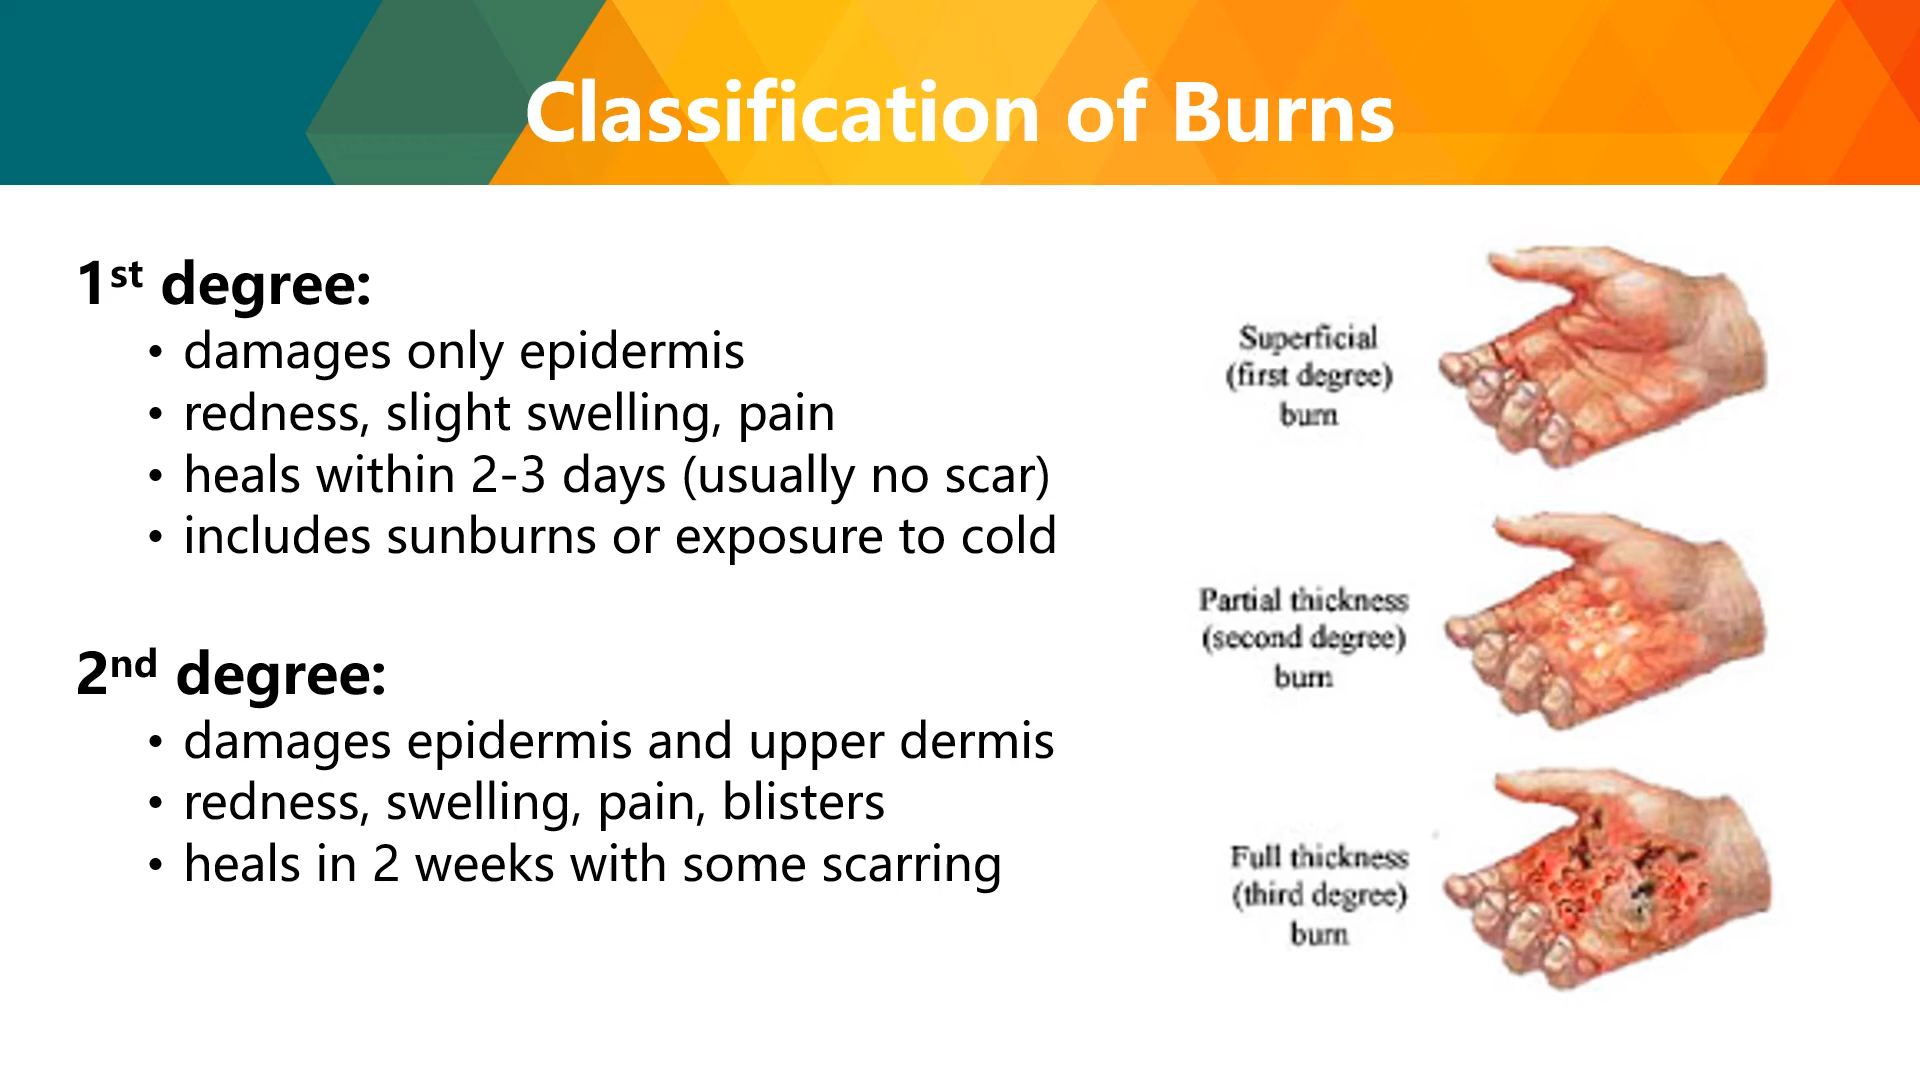 Classification of Burns
1st degree:
• damages only epidermis
• redness, slight swelling, pain
• heals within 2-3 days (usually no scar)
• includes sunburns or exposure to cold
2nd degree:
• damages epidermis and upper dermis
• redness, swelling, pain, blisters
• heals in 2 weeks with some scarring
Superficial
(first degree)
burn
Partial thickness
(second degree)
burn
Full thickness
(third degree)
burn